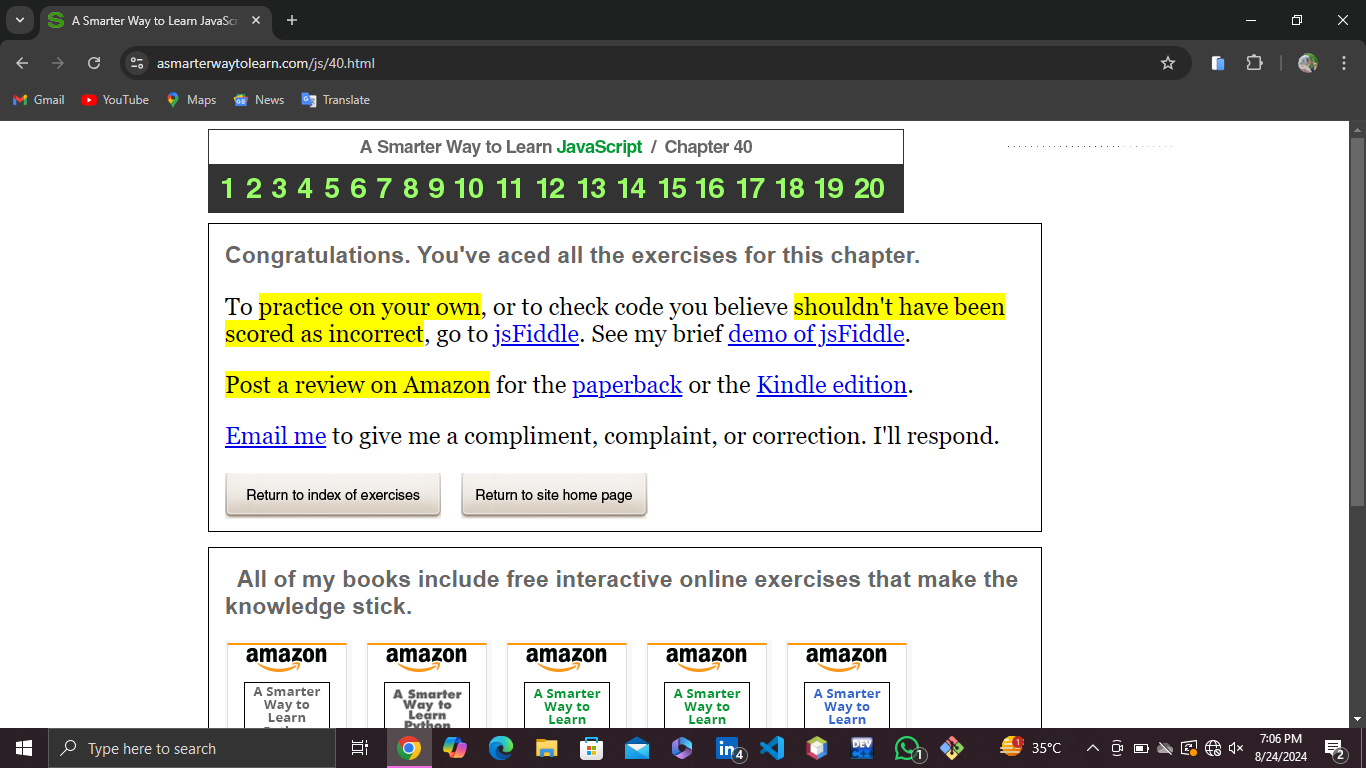 A Smarter Way to Learn JavaScr
asmarterwaytolearn.com/js/40.html
Gmail YouTube Maps News Translate
A Smarter Way to Learn JavaScript / Chapter 40
1 2 3 4 5 6 7 8 9 10 11 12 13 14 15 16 17 18 19 20
Congratulations. You've aced all the exercises for this chapter.
To practice on your own, or to check code you believe shouldn't have been
scored as incorrect, go to jsFiddle. See my brief demo of jsFiddle.
Post a review on Amazon for the paperback or the Kindle edition.
Email me to give me a compliment, complaint, or correction. I'll respond.
Return to index of exercises Return to site home page
All of my books include free interactive online exercises that make the
knowledge stick.
amazon amazon amazon amazon amazon
A Smarter A Smarter A Smarter A Smarter A Smarter
Way to Way to Way to Way to Way to
Learn Learn Learn Learn Learn
Python
Type here to search
DEV
C++
4
1
1
35°C
7:06 PM
8/24/2024
2